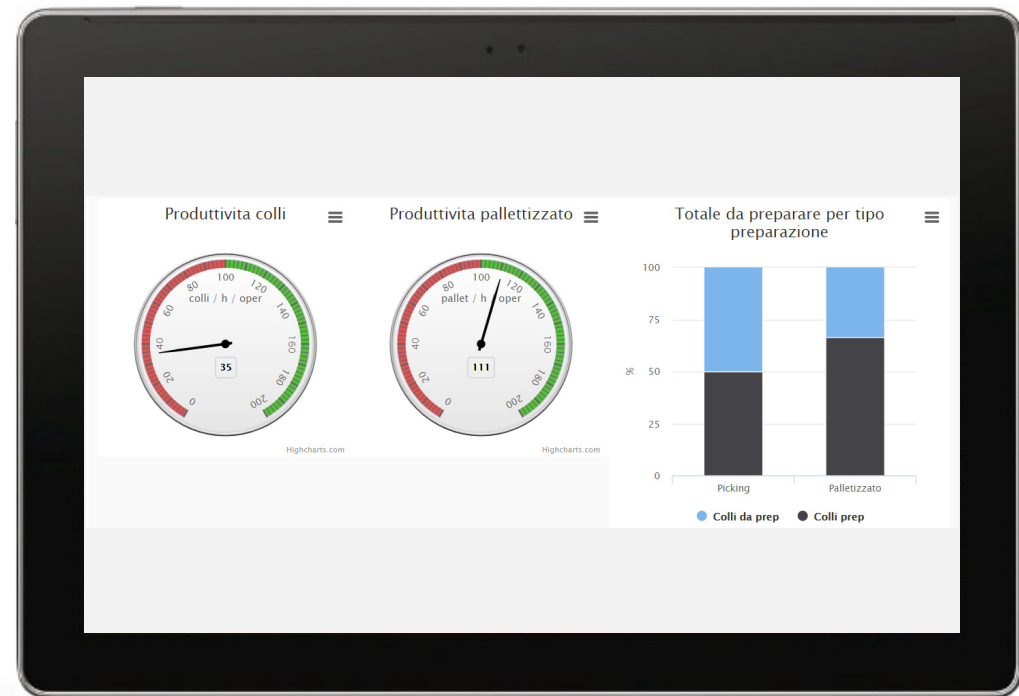 Produttivita colli
0
20
40
60
80
100
120
140
160
180
200
colli / h / oper
35
Highcharts.com
Produttivita pallettizzato
0
20
40
60
80
100
120
140
160
180
200
pallet / h / oper
111
Highcharts.com
Totale da preparare per tipo
preparazione
100
75
50
25
0
%
Picking
Palletizzato
Colli da prep
Colli prep